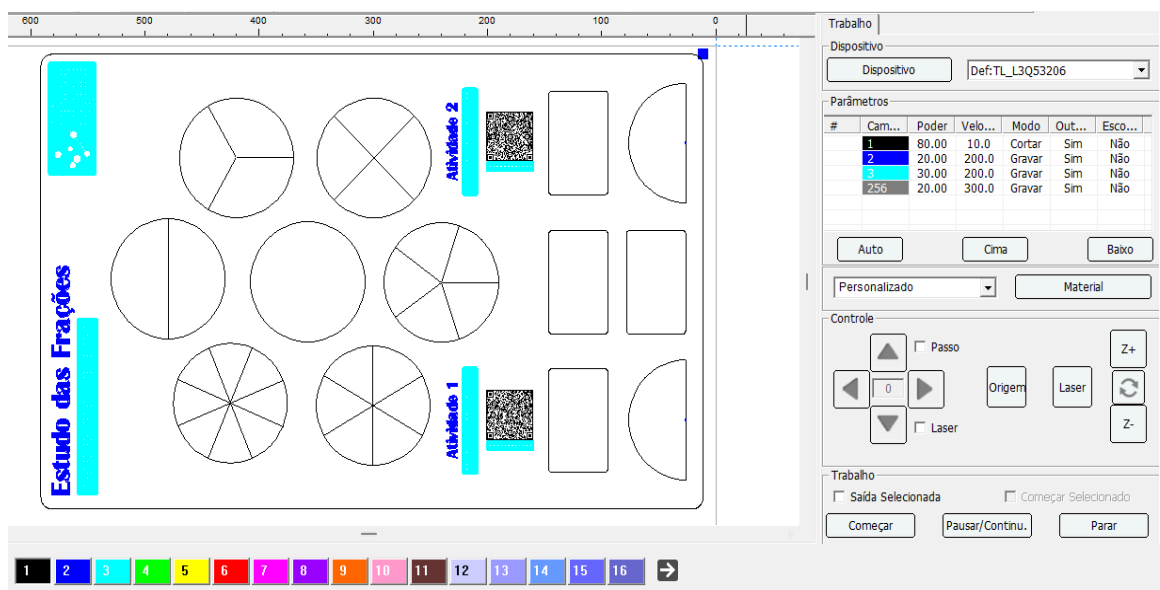 600 500 400 300 200 100 0
Estudo das Frações
Atividade 2
Atividade 1
Trabalho
Dispositivo
Dispositivo Def:TL_L3Q53206
Parâmetros
# Cam... Poder Velo... Modo Out... Esco...
1 80.00 10.0 Cortar Sim Não
2 20.00 200.0 Gravar Sim Não
3 30.00 200.0 Gravar Sim Não
256 20.00 300.0 Gravar Sim Não
Auto Cima Baixo
Personalizado Material
Controle
Passo Z+
0 Origem Laser
Laser Z-
Trabalho
Saída Selecionada Começar Selecionado
Começar Pausar/Continu. Parar
1 2 3 4 5 6 7 8 9 10 11 12 13 14 15 16